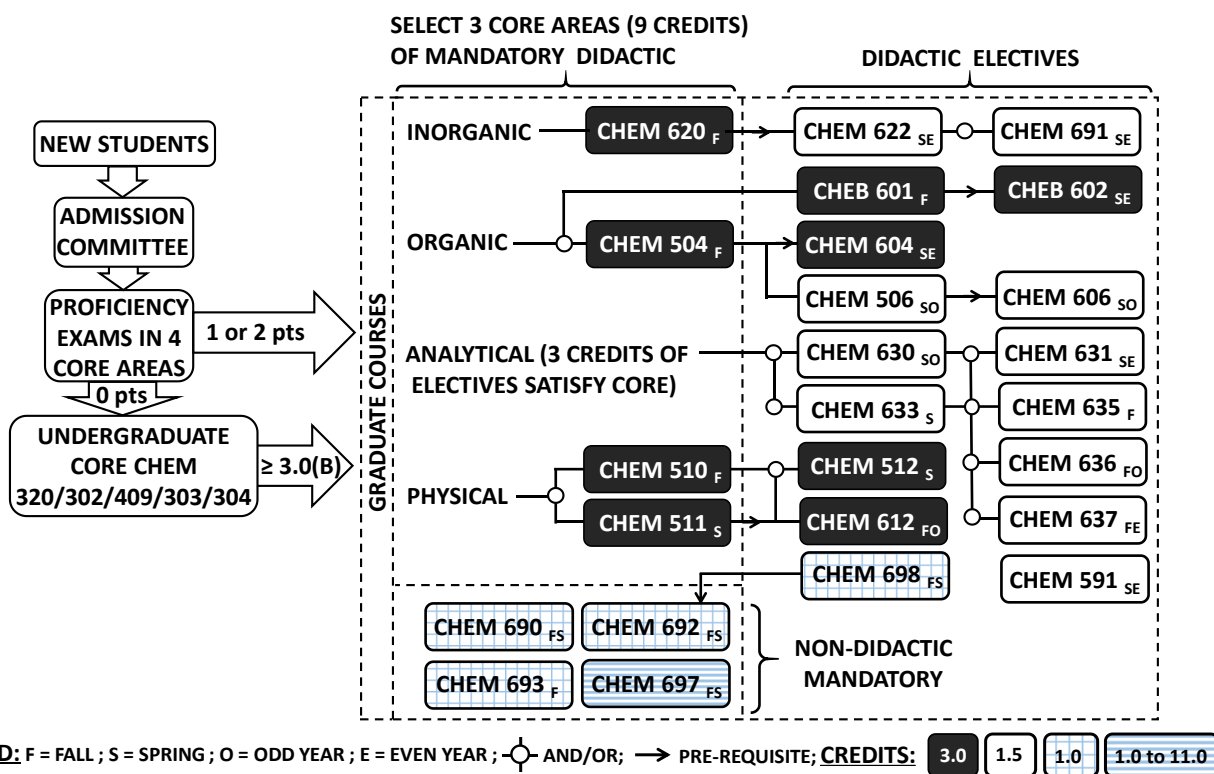 SELECT 3 CORE AREAS (9 CREDITS)
OF MANDATORY DIDACTIC
DIDACTIC ELECTIVES
NEW STUDENTS
ADMISSION
COMMITTEE
PROFICIENCY
EXAMS IN 4
CORE AREAS
1 or 2 pts
0 pts
UNDERGRADUATE
CORE CHEM
320/302/409/303/304
≥ 3.0(B)
GRADUATE COURSES
INORGANIC
CHEM 620 F
CHEM 622 SE
CHEM 691 SE
CHEB 601 F
CHEB 602 SE
ORGANIC
CHEM 504 F
CHEM 604 SE
CHEM 506 SO
CHEM 606 SO
ANALYTICAL (3 CREDITS OF
ELECTIVES SATISFY CORE)
CHEM 630 SO
CHEM 631 SE
CHEM 633 S
CHEM 635 F
CHEM 636 FO
CHEM 637 FE
PHYSICAL
CHEM 510 F
CHEM 512 S
CHEM 511 S
CHEM 612 FO
CHEM 698 FS
CHEM 591 SE
CHEM 690 FS
CHEM 692 FS
CHEM 693 F
CHEM 697 FS
NON-DIDACTIC
MANDATORY
D: F = FALL ; S = SPRING ; O = ODD YEAR ; E = EVEN YEAR ; AND/OR; → PRE-REQUISITE; CREDITS: 3.0 1.5 1.0 1.0 to 11.0